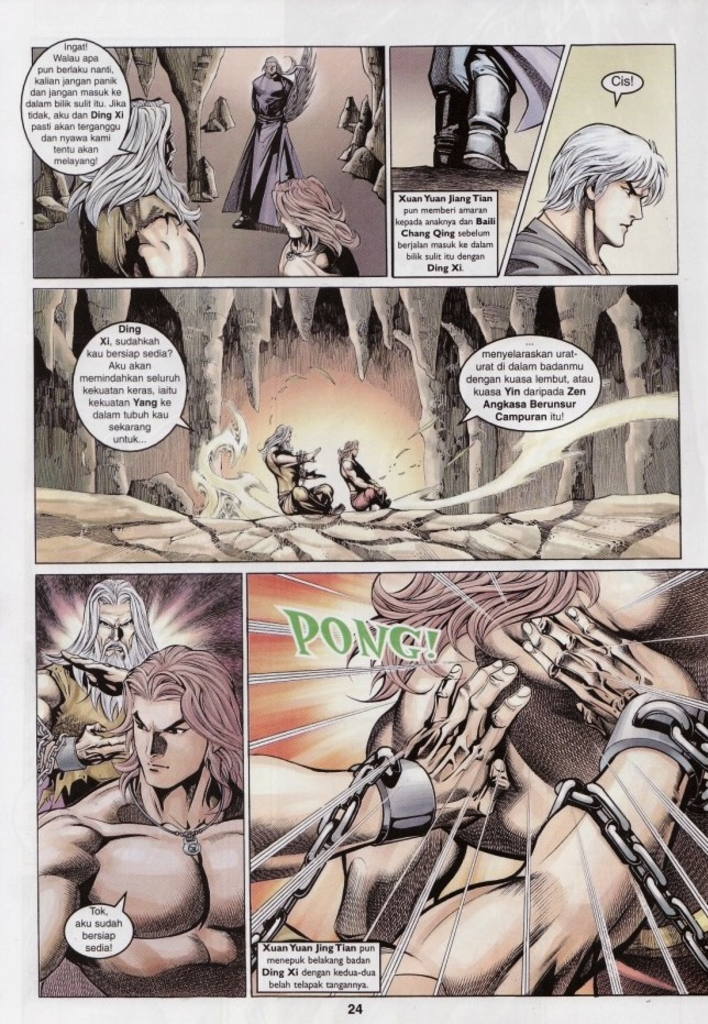 Ingat!
Walau apa
pun berlaku nanti,
kalian jangan panik
dan jangan masuk ke
dalam bilik sulit itu. Jika
tidak, aku dan Ding Xi
pasti akan terganggu
dan nyawa kami
tentu akan
melayang!
Xuan Yuan Jiang Tian
pun memberi amaran
kepada anaknya dan Baili
Chang Qing sebelum
berjalan masuk ke dalam
bilik sulit itu dengan
Ding Xi.
Cis!
Ding
Xi, sudahkah
kau bersiap sedia?
Aku akan
memindahkan seluruh
kekuatan keras, iaitu
kekuatan Yang ke
dalam tubuh kau
sekarang
untuk...
...
menyelaraskan urat-
urat di dalam badanmu
dengan kuasa lembut, atau
kuasa Yin daripada Zen
Angkasa Berunsur
Campuran itu!
Tok,
aku sudah
bersiap
sedia!
PONG!
Xuan Yuan Jing Tian pun
menepuk belakang badan
Ding Xi dengan kedua-dua
belah telapak tangannya.
24